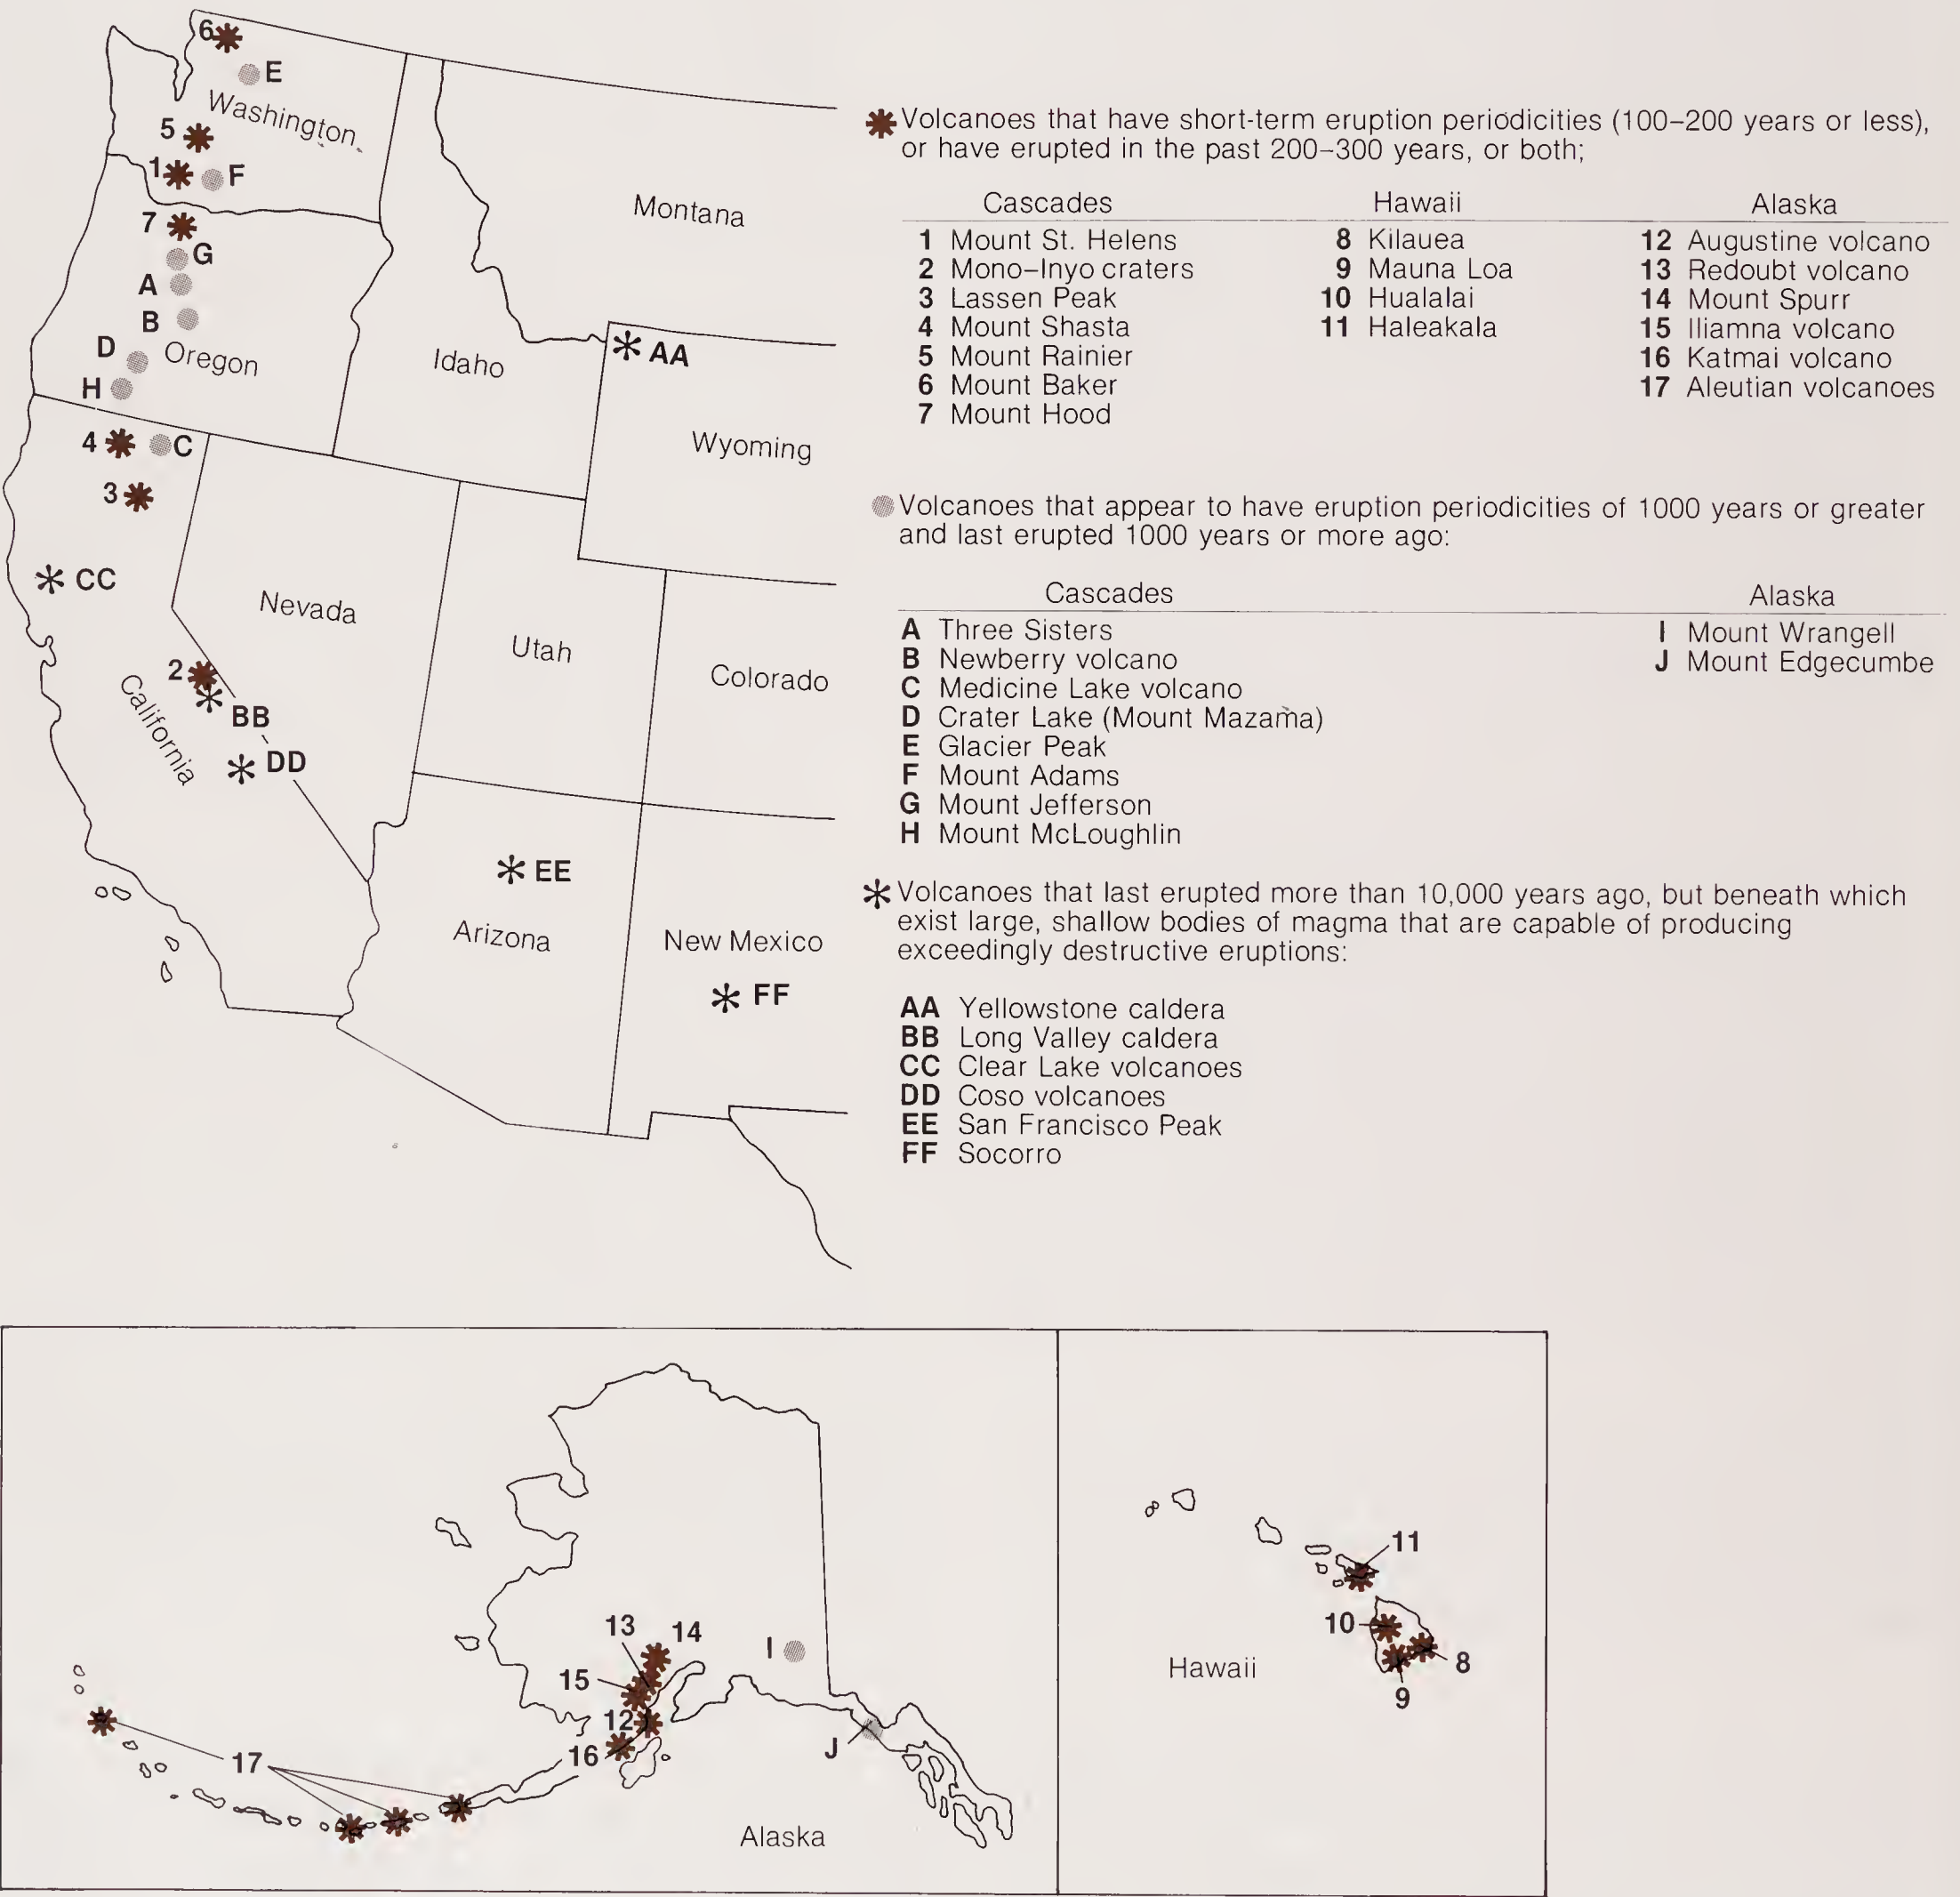 6
E
Washington
5
1
F
7
G
A
B
D
Oregon
H
4
C
3
CC
2
BB
DD
California
Nevada
Idaho
Montana
AA
Wyoming
Utah
Colorado
EE
Arizona
New Mexico
FF
Volcanoes that have short-term eruption periodicities (100–200 years or less),
or have erupted in the past 200–300 years, or both;
Cascades Hawaii Alaska
1 Mount St. Helens 8 Kilauea 12 Augustine volcano
2 Mono–Inyo craters 9 Mauna Loa 13 Redoubt volcano
3 Lassen Peak 10 Hualalai 14 Mount Spurr
4 Mount Shasta 11 Haleakala 15 Iliamna volcano
5 Mount Rainier 16 Katmai volcano
6 Mount Baker 17 Aleutian volcanoes
7 Mount Hood
Volcanoes that appear to have eruption periodicities of 1000 years or greater
and last erupted 1000 years or more ago:
Cascades Alaska
A Three Sisters I Mount Wrangell
B Newberry volcano J Mount Edgecumbe
C Medicine Lake volcano
D Crater Lake (Mount Mazama)
E Glacier Peak
F Mount Adams
G Mount Jefferson
H Mount McLoughlin
Volcanoes that last erupted more than 10,000 years ago, but beneath which
exist large, shallow bodies of magma that are capable of producing
exceedingly destructive eruptions:
AA Yellowstone caldera
BB Long Valley caldera
CC Clear Lake volcanoes
DD Coso volcanoes
EE San Francisco Peak
FF Socorro
13
14
15
12
16
17
I
J
Alaska
11
10
8
9
Hawaii